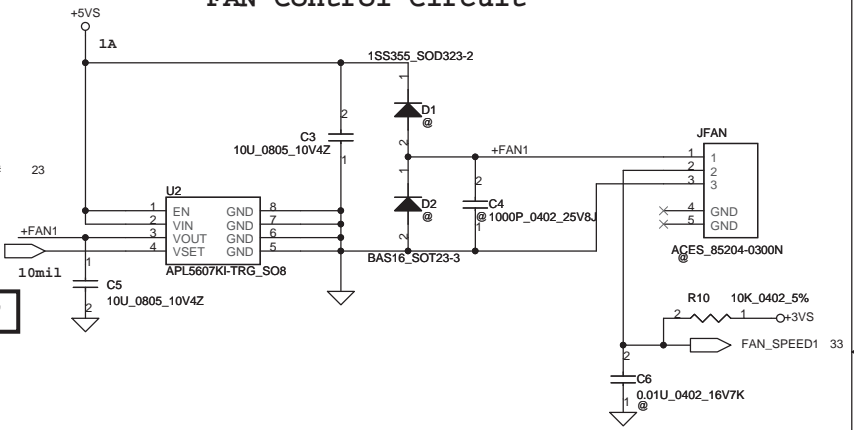 FAN Control Circuit
+5VS
1A
1SS355_SOD323-2
1
D1
@
2
2
C3
10U_0805_10V4Z
1
JFAN
+FAN1
1 1
2 2
3 3
4 GND
5 GND
ACES_85204-0300N
@
23
U2
1 EN GND 8
2 VIN GND 7
3 VOUT GND 6
4 VSET GND 5
APL5607KI-TRG_SO8
1
D2
@
2
BAS16_SOT23-3
2
C4
@ 1000P_0402_25V8J
1
+FAN1
10mil
1
C5
10U_0805_10V4Z
2
R10 10K_0402_5%
2 1
+3VS
FAN_SPEED1 33
2
C6
0.01U_0402_16V7K
1
@